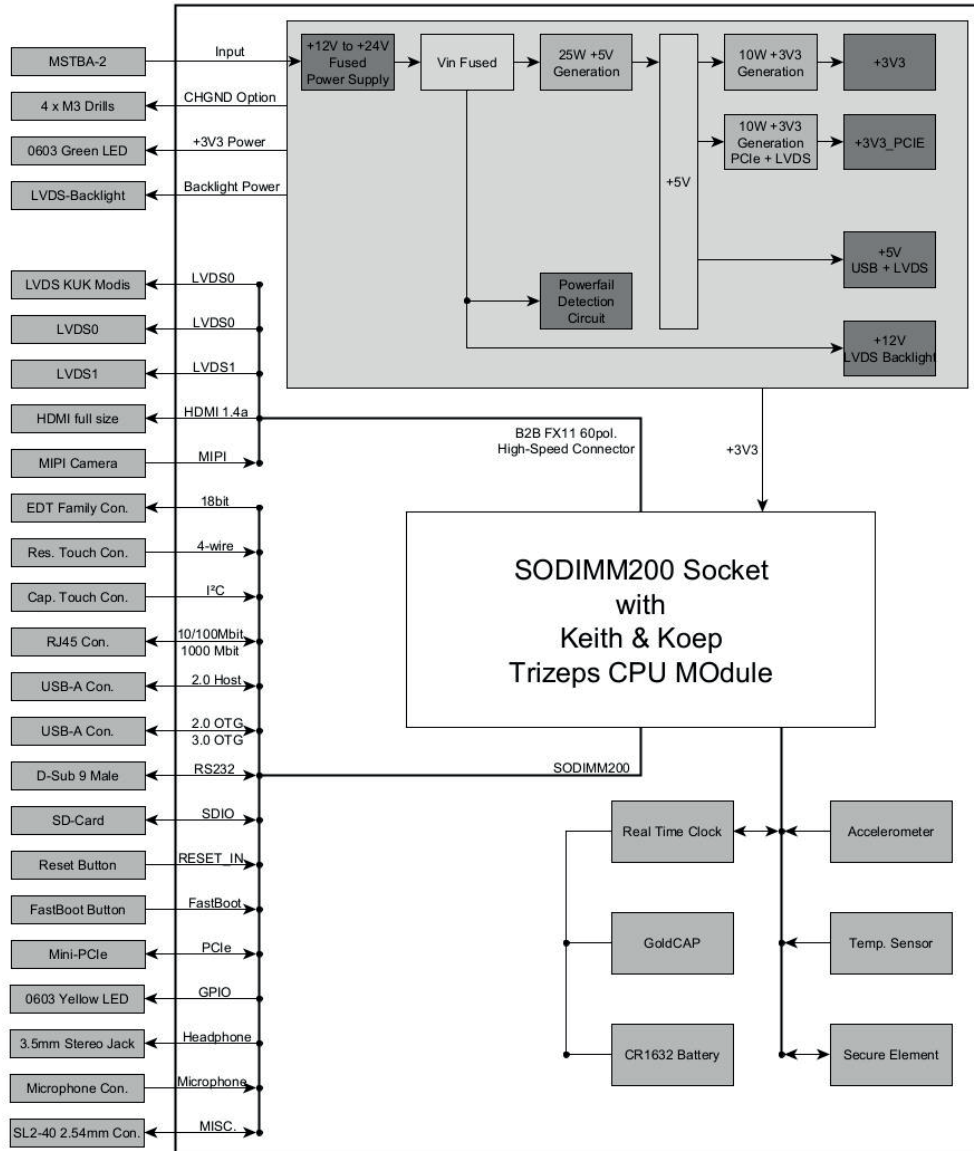 MSTBA-2
Input
+12V to +24V
Fused
Power Supply
Vin Fused
25W +5V
Generation
10W +3V3
Generation
+3V3
4 x M3 Drills
CHGND Option
10W +3V3
Generation
PCIe + LVDS
+3V3_PCIE
0603 Green LED
+3V3 Power
LVDS-Backlight
Backlight Power
+5V
+5V
USB + LVDS
Powerfail
Detection
Circuit
+12V
LVDS Backlight
LVDS KUK Modis
LVDS0
LVDS0
LVDS0
LVDS1
LVDS1
HDMI full size
HDMI 1.4a
B2B FX11 60pol.
High-Speed Connector
+3V3
MIPI Camera
MIPI
EDT Family Con.
18bit
Res. Touch Con.
4-wire
Cap. Touch Con.
I²C
SODIMM200 Socket
with
Keith & Koep
Trizeps CPU MOdule
RJ45 Con.
10/100Mbit
1000 Mbit
USB-A Con.
2.0 Host
USB-A Con.
2.0 OTG
3.0 OTG
D-Sub 9 Male
RS232
SODIMM200
SD-Card
SDIO
Real Time Clock
Accelerometer
Reset Button
RESET_IN
FastBoot Button
FastBoot
GoldCAP
Temp. Sensor
Mini-PCIe
PCIe
0603 Yellow LED
GPIO
3.5mm Stereo Jack
Headphone
CR1632 Battery
Secure Element
Microphone Con.
Microphone
SL2-40 2.54mm Con.
MISC.